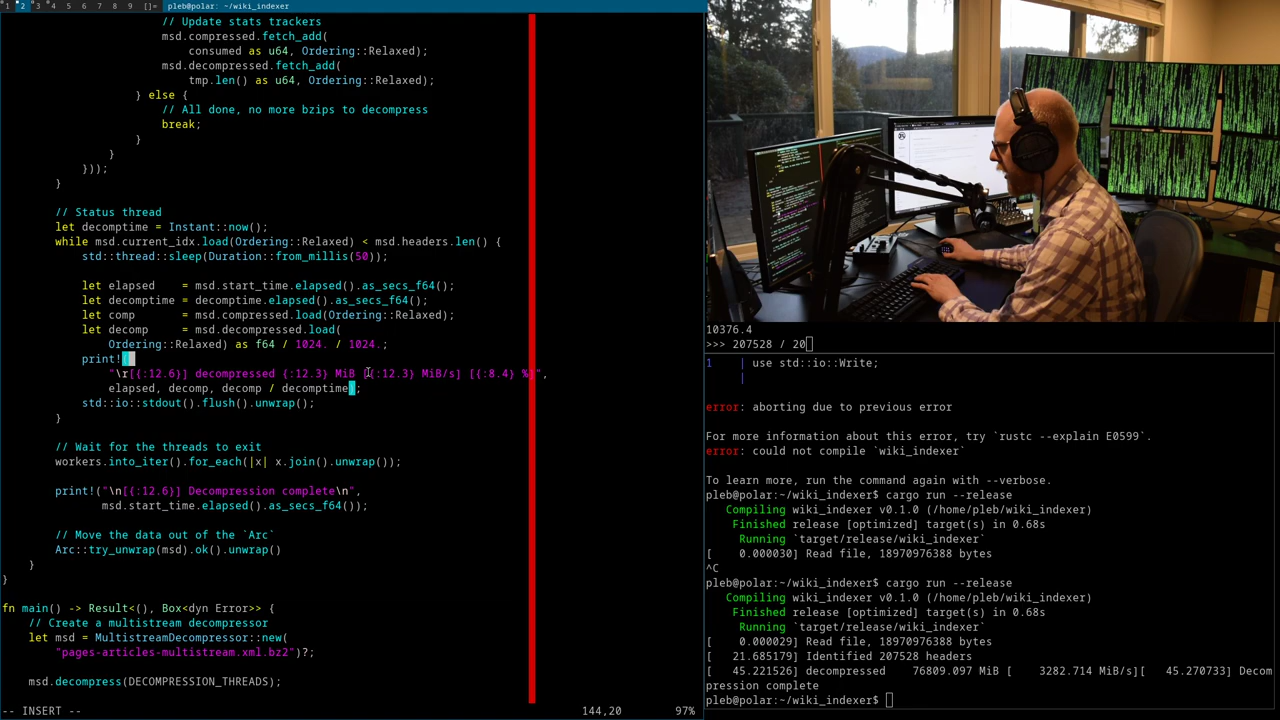 1 2 3 4 5 6 7 8 9 []= pleb@polar: ~/wiki_indexer
// Update stats trackers
msd.compressed.fetch_add(
consumed as u64, Ordering::Relaxed);
msd.decompressed.fetch_add(
tmp.len() as u64, Ordering::Relaxed);
} else {
// All done, no more bzips to decompress
break;
}
}
}));
}
// Status thread
let decomptime = Instant::now();
while msd.current_idx.load(Ordering::Relaxed) < msd.headers.len() {
std::thread::sleep(Duration::from_millis(50));
let elapsed    = msd.start_time.elapsed().as_secs_f64();
let decomptime = decomptime.elapsed().as_secs_f64();
let comp       = msd.compressed.load(Ordering::Relaxed);
let decomp     = msd.decompressed.load(
Ordering::Relaxed) as f64 / 1024. / 1024.;
print!(
"\r[{:12.6}] decompressed {:12.3} MiB [{:12.3} MiB/s] [{:8.4} %]",
elapsed, decomp, decomp / decomptime);
std::io::stdout().flush().unwrap();
}
// Wait for the threads to exit
workers.into_iter().for_each(|x| x.join().unwrap());
print!("\n[{:12.6}] Decompression complete\n",
msd.start_time.elapsed().as_secs_f64());
// Move the data out of the `Arc`
Arc::try_unwrap(msd).ok().unwrap()
}
}
fn main() -> Result<(), Box<dyn Error>> {
// Create a multistream decompressor
let msd = MultistreamDecompressor::new(
"pages-articles-multistream.xml.bz2")?;
msd.decompress(DECOMPRESSION_THREADS);
-- INSERT -- 144,20 97%
10376.4
>>> 207528 / 20
1    | use std::io::Write;
|
error: aborting due to previous error
For more information about this error, try `rustc --explain E0599`.
error: could not compile `wiki_indexer`
To learn more, run the command again with --verbose.
pleb@polar:~/wiki_indexer$ cargo run --release
Compiling wiki_indexer v0.1.0 (/home/pleb/wiki_indexer)
Finished release [optimized] target(s) in 0.68s
Running `target/release/wiki_indexer`
[    0.000030] Read file, 18970976388 bytes
^C
pleb@polar:~/wiki_indexer$ cargo run --release
Compiling wiki_indexer v0.1.0 (/home/pleb/wiki_indexer)
Finished release [optimized] target(s) in 0.68s
Running `target/release/wiki_indexer`
[    0.000029] Read file, 18970976388 bytes
[   21.685179] Identified 207528 headers
[   45.221526] decompressed    76809.097 MiB [    3282.714 MiB/s][   45.270733] Decom
pression complete
pleb@polar:~/wiki_indexer$